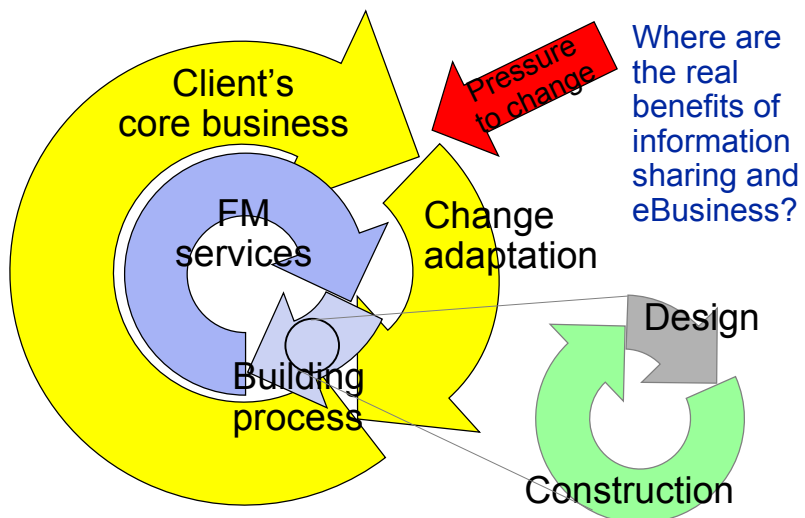 Client's
core business
Pressure
to change
Where are
the real
benefits of
information
sharing and
eBusiness?
FM
services
Change
adaptation
Building
process
Design
Construction